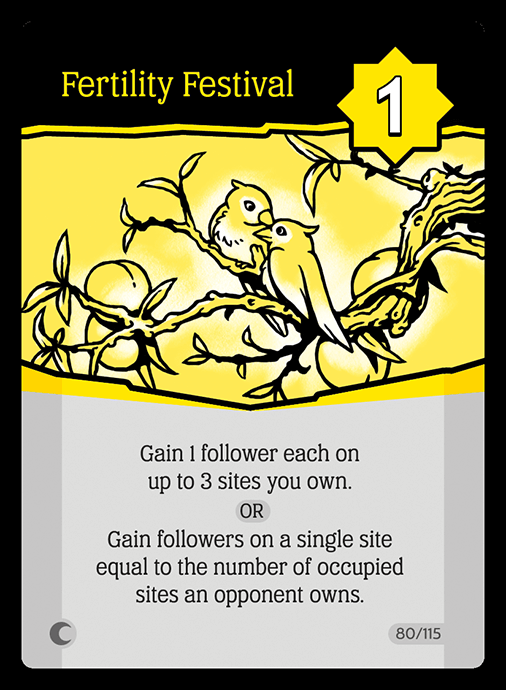 Fertility Festival
1
Gain 1 follower each on
up to 3 sites you own.
OR
Gain followers on a single site
equal to the number of occupied
sites an opponent owns.
80/115